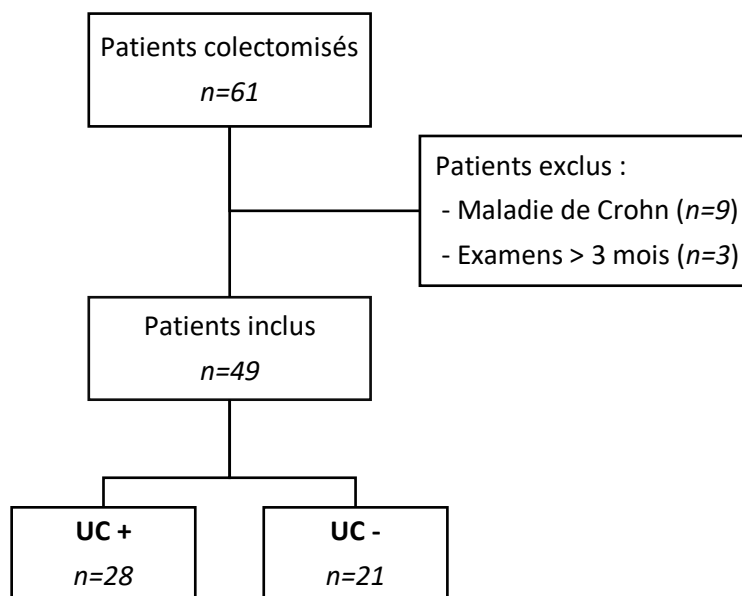 Patients colectomisés
n=61
Patients exclus :
- Maladie de Crohn (n=9)
- Examens > 3 mois (n=3)
Patients inclus
n=49
UC +
n=28
UC -
n=21